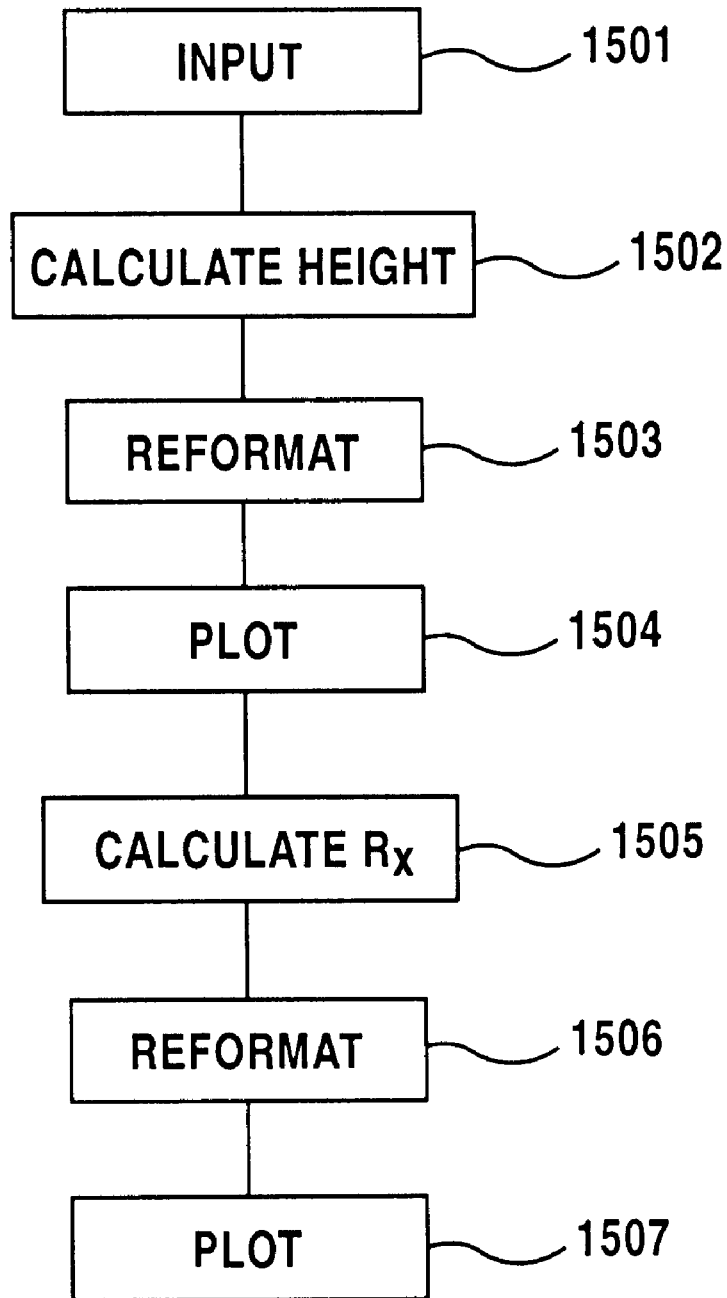 INPUT 1501
CALCULATE HEIGHT 1502
REFORMAT 1503
PLOT 1504
CALCULATE RX 1505
REFORMAT 1506
PLOT 1507